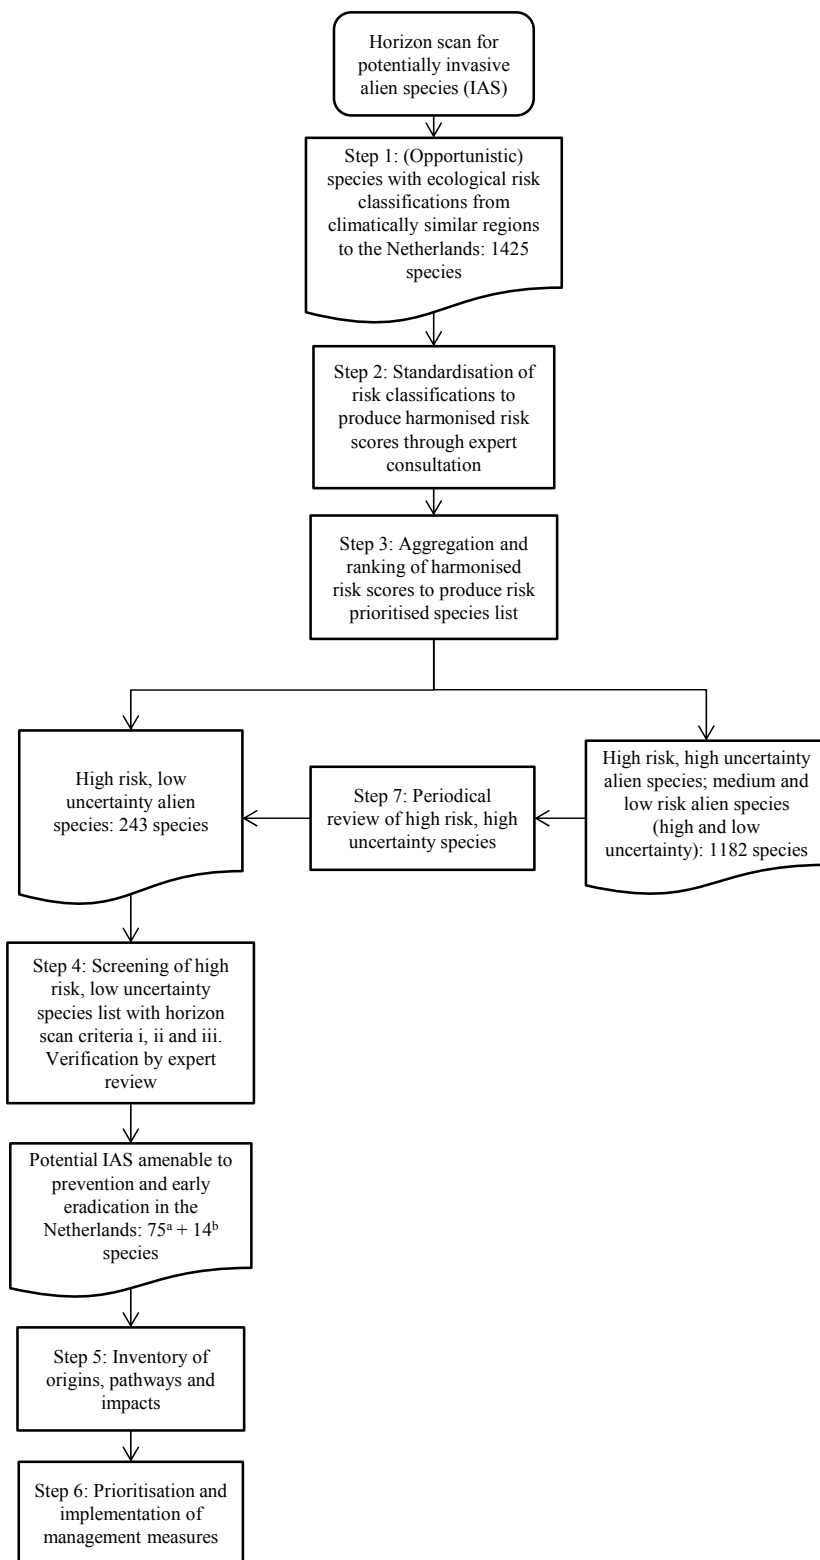 Horizon scan for
potentially invasive
alien species (IAS)
Step 1: (Opportunistic)
species with ecological risk
classifications from
climatically similar regions
to the Netherlands: 1425
species
Step 2: Standardisation of
risk classifications to
produce harmonised risk
scores through expert
consultation
Step 3: Aggregation and
ranking of harmonised
risk scores to produce risk
prioritised species list
High risk, low
uncertainty alien
species: 243 species
Step 7: Periodical
review of high risk, high
uncertainty species
High risk, high uncertainty
alien species; medium and
low risk alien species
(high and low
uncertainty): 1182 species
Step 4: Screening of high
risk, low uncertainty
species list with horizon
scan criteria i, ii and iii.
Verification by expert
review
Potential IAS amenable to
prevention and early
eradication in the
Netherlands: 75ᵃ + 14ᵇ
species
Step 5: Inventory of
origins, pathways and
impacts
Step 6: Prioritisation and
implementation of
management measures